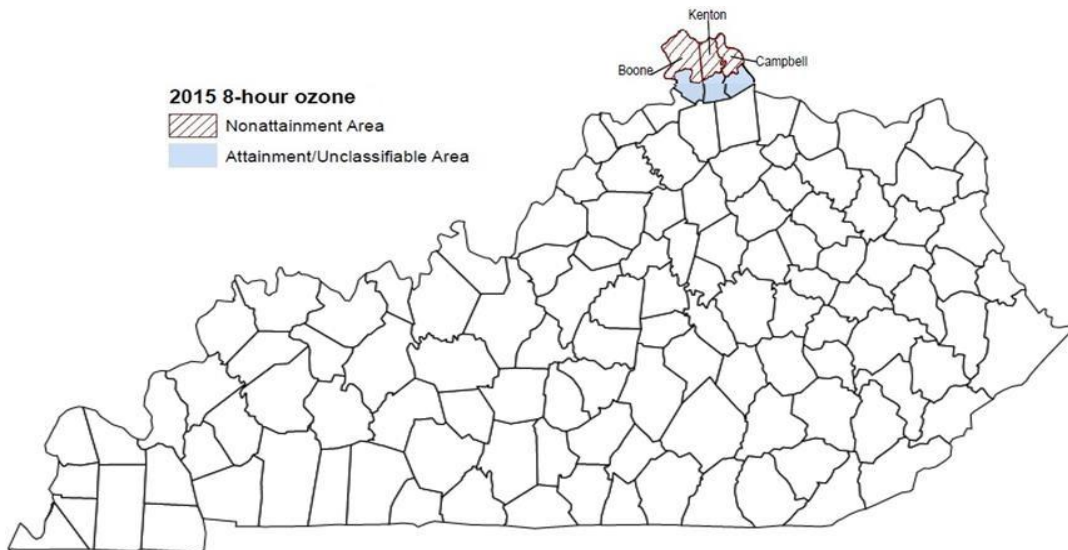 Kenton
Campbell
Boone
2015 8-hour ozone
Nonattainment Area
Attainment/Unclassifiable Area